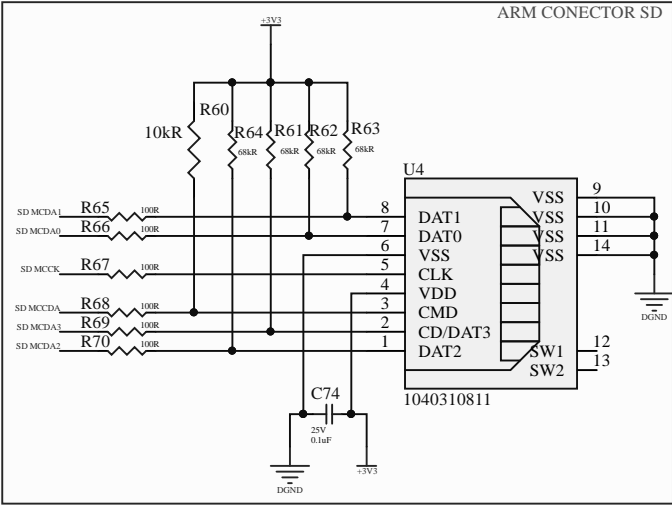 ARM CONECTOR SD
+3V3
R60
10kR
R64
68kR
R61
68kR
R62
68kR
R63
68kR
U4
SD MCDA1
R65
100R
8
DAT1
SD MCDA0
R66
100R
7
DAT0
6
VSS
SD MCCK
R67
100R
5
CLK
4
VDD
SD MCCDA
R68
100R
3
CMD
SD MCDA3
R69
100R
2
CD/DAT3
SD MCDA2
R70
100R
1
DAT2
VSS
9
VSS
10
VSS
11
VSS
14
DGND
SW1
12
SW2
13
1040310811
C74
25V
0.1uF
DGND
+3V3